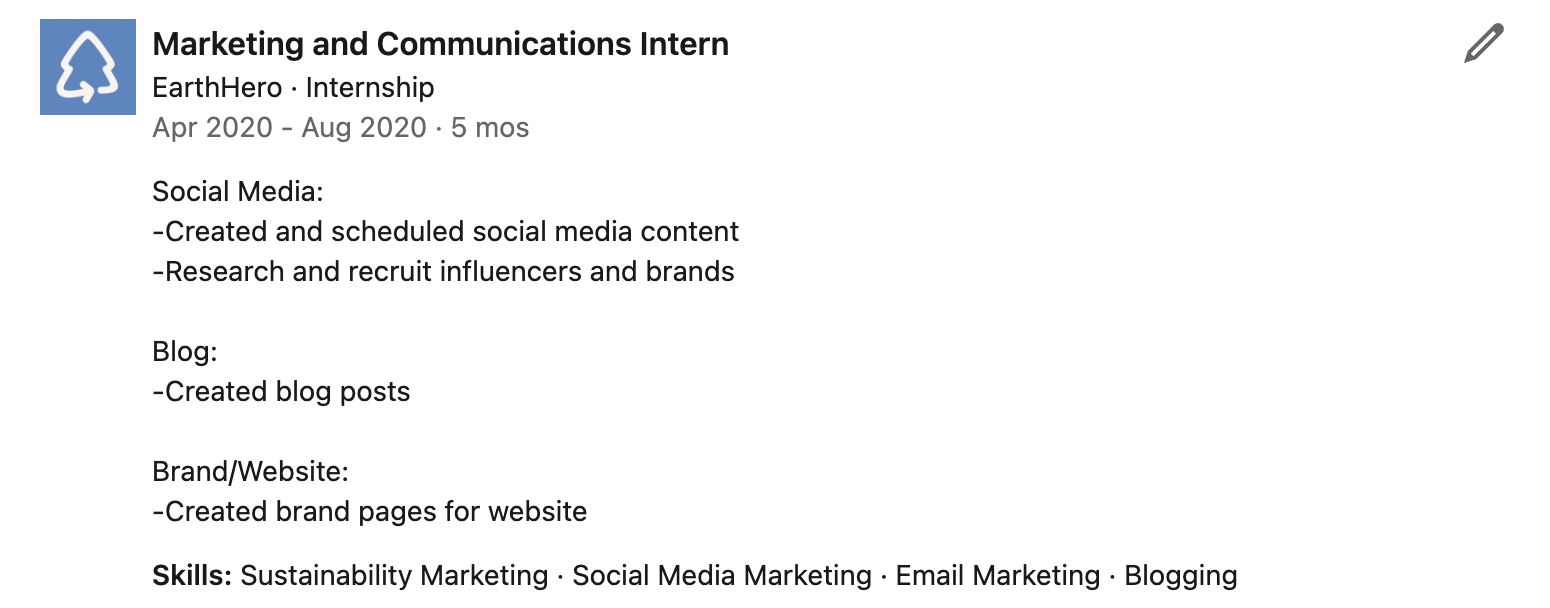 Marketing and Communications Intern
EarthHero · Internship
Apr 2020 - Aug 2020 · 5 mos
Social Media:
-Created and scheduled social media content
-Research and recruit influencers and brands
Blog:
-Created blog posts
Brand/Website:
-Created brand pages for website
Skills: Sustainability Marketing · Social Media Marketing · Email Marketing · Blogging